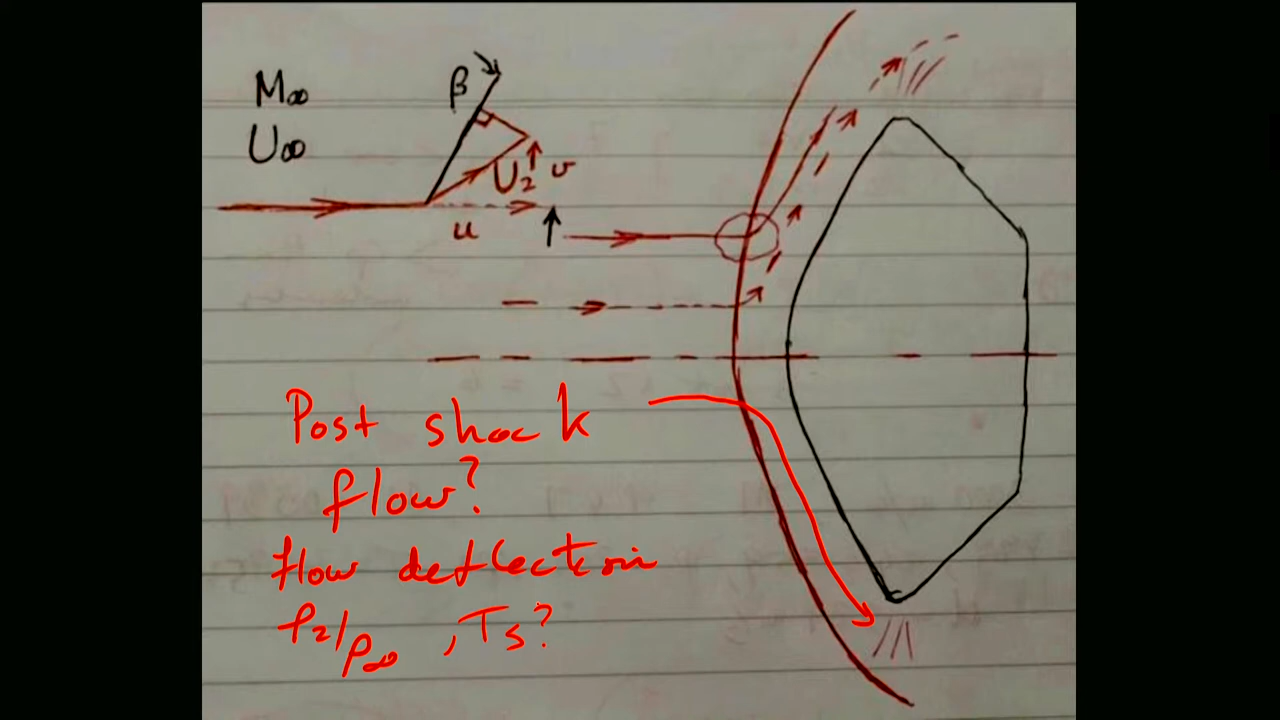 M∞
U∞
β
U₂ v
u
Post shock
flow?
flow deflection
ρ₂/ρ∞ , Ts?